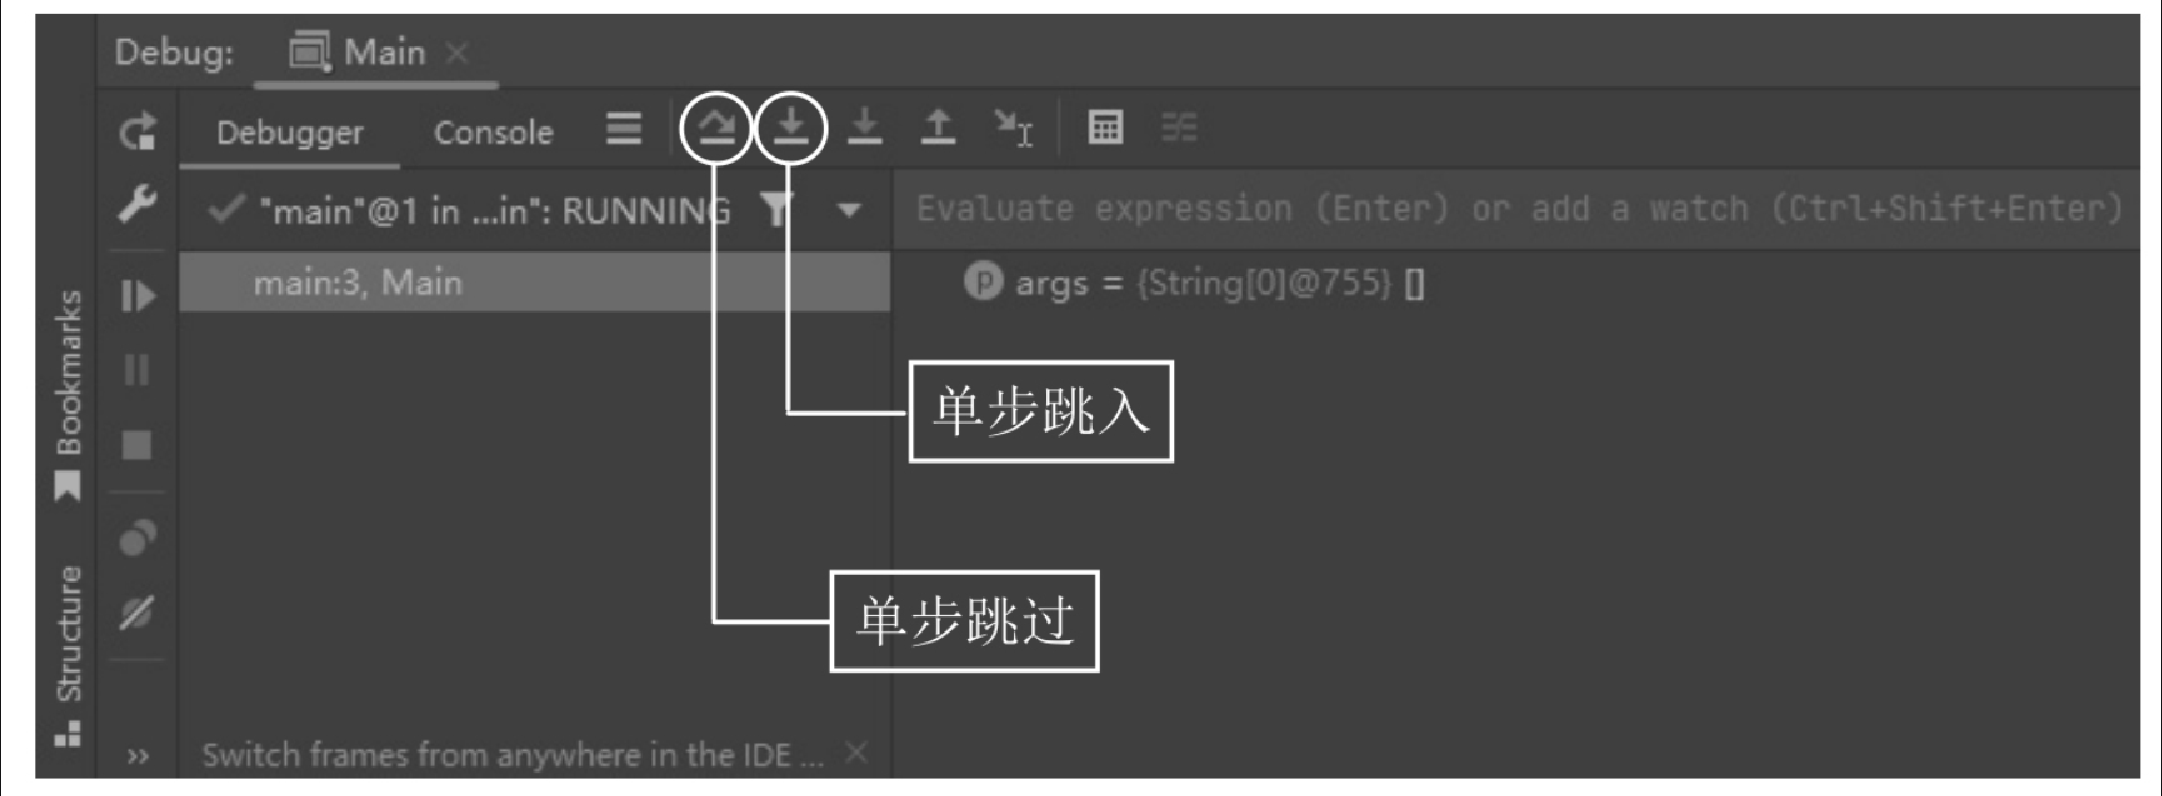 Debug: Main
Debugger Console
"main"@1 in ...in": RUNNING
Evaluate expression (Enter) or add a watch (Ctrl+Shift+Enter)
main:3, Main
p args = {String[0]@755} []
单步跳入
单步跳过
Bookmarks
Structure
Switch frames from anywhere in the IDE ...